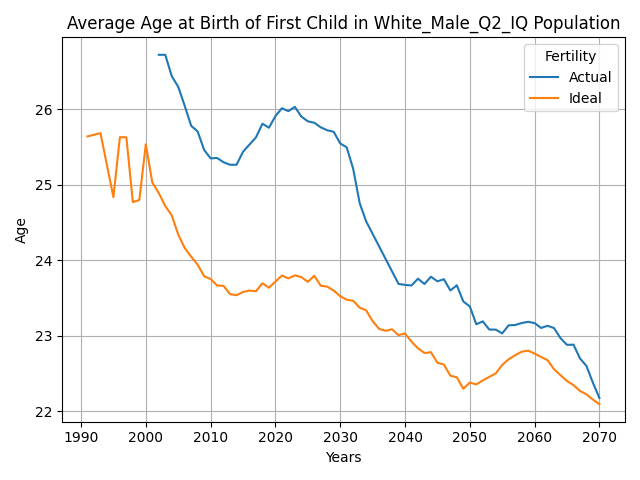 Average Age at Birth of First Child in White_Male_Q2_IQ Population
Fertility
Actual
Ideal
Age
26
25
24
23
22
1990 2000 2010 2020 2030 2040 2050 2060 2070
Years